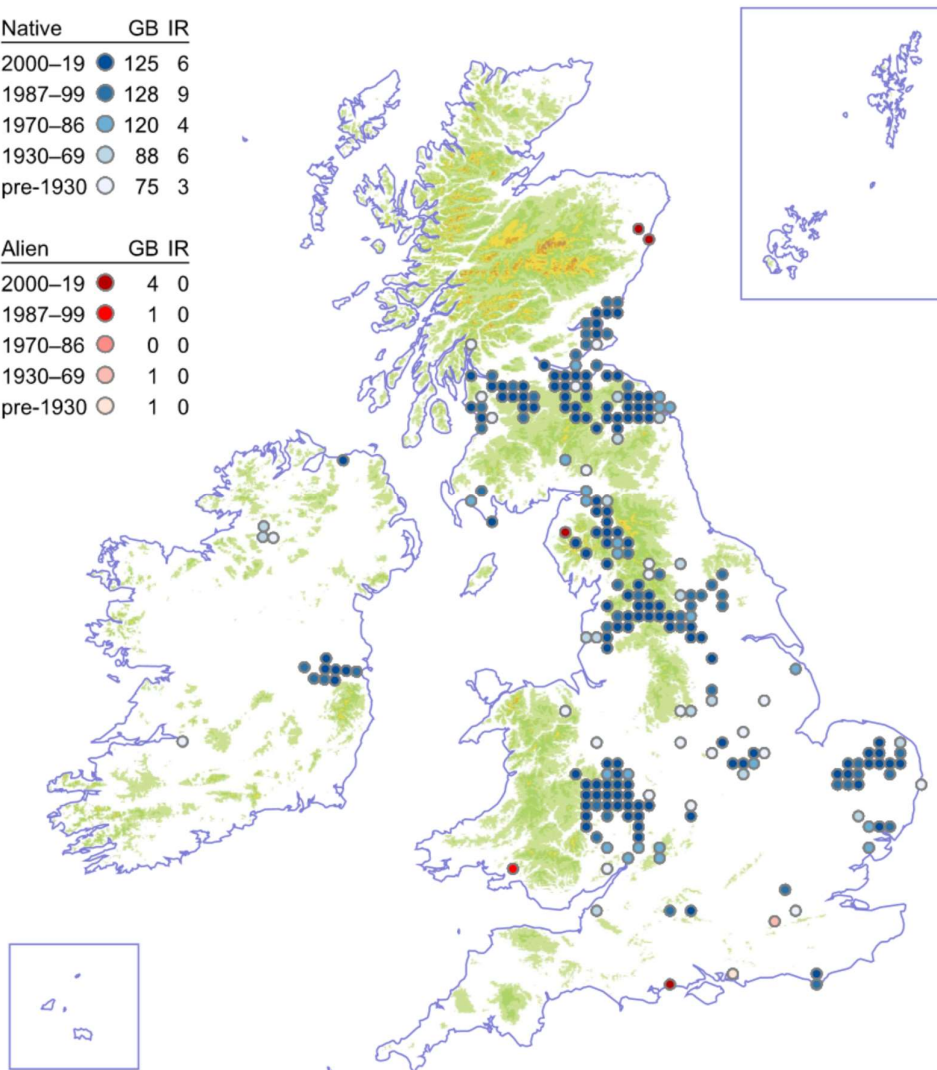 Native GB IR
2000–19 125 6
1987–99 128 9
1970–86 120 4
1930–69 88 6
pre-1930 75 3
Alien GB IR
2000–19 4 0
1987–99 1 0
1970–86 0 0
1930–69 1 0
pre-1930 1 0